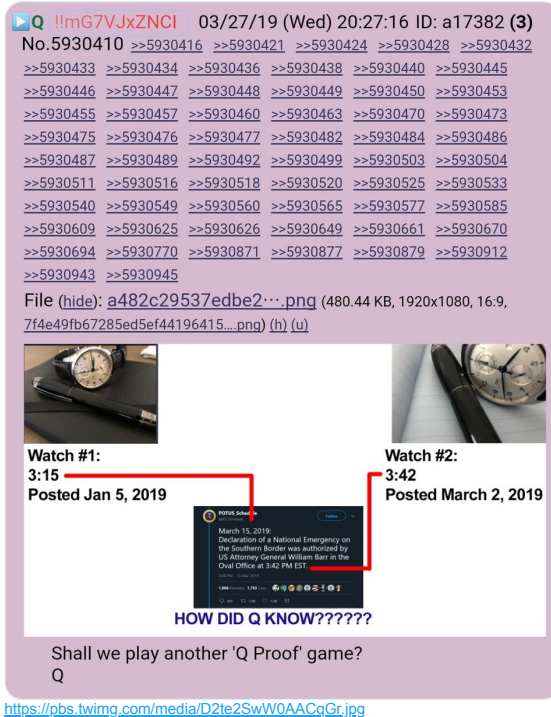 Q !!mG7VJxZNCI 03/27/19 (Wed) 20:27:16 ID: a17382 (3)
No.5930410 >>5930416 >>5930421 >>5930424 >>5930428 >>5930432
>>5930433 >>5930434 >>5930436 >>5930438 >>5930440 >>5930445
>>5930446 >>5930447 >>5930448 >>5930449 >>5930450 >>5930453
>>5930455 >>5930457 >>5930460 >>5930463 >>5930470 >>5930473
>>5930475 >>5930476 >>5930477 >>5930482 >>5930484 >>5930486
>>5930487 >>5930489 >>5930492 >>5930499 >>5930503 >>5930504
>>5930511 >>5930516 >>5930518 >>5930520 >>5930525 >>5930533
>>5930540 >>5930549 >>5930560 >>5930565 >>5930577 >>5930585
>>5930609 >>5930625 >>5930626 >>5930649 >>5930661 >>5930670
>>5930694 >>5930770 >>5930871 >>5930877 >>5930879 >>5930912
>>5930943 >>5930945
File (hide): a482c29537edbe2⋯.png (480.44 KB, 1920x1080, 16:9,
7f4e49fb67285ed5ef44196415….png) (h) (u)
Watch #1:
3:15
Posted Jan 5, 2019
Watch #2:
3:42
Posted March 2, 2019
POTUS_Schedule
Follow
March 15, 2019:
Declaration of a National Emergency on
the Southern Border was authorized by
US Attorney General William Barr in the
Oval Office at 3:42 PM EST.
HOW DID Q KNOW??????
Shall we play another 'Q Proof' game?
Q
https://pbs.twimg.com/media/D2te2SwW0AACqGr.jpg